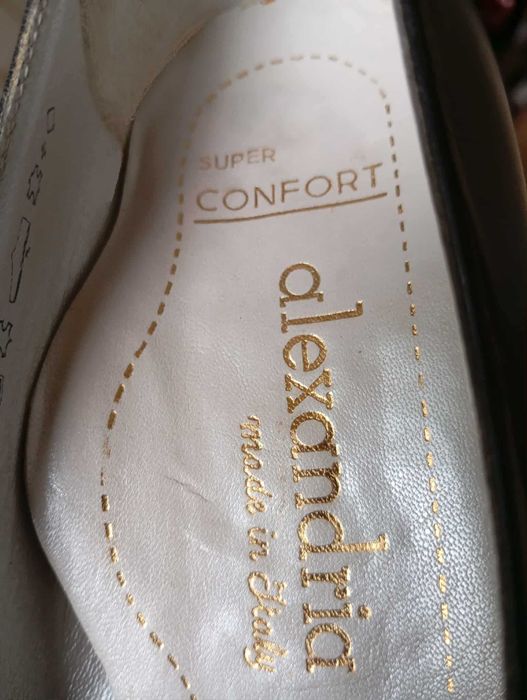 SUPER
CONFORT
alexandria
made in Italy